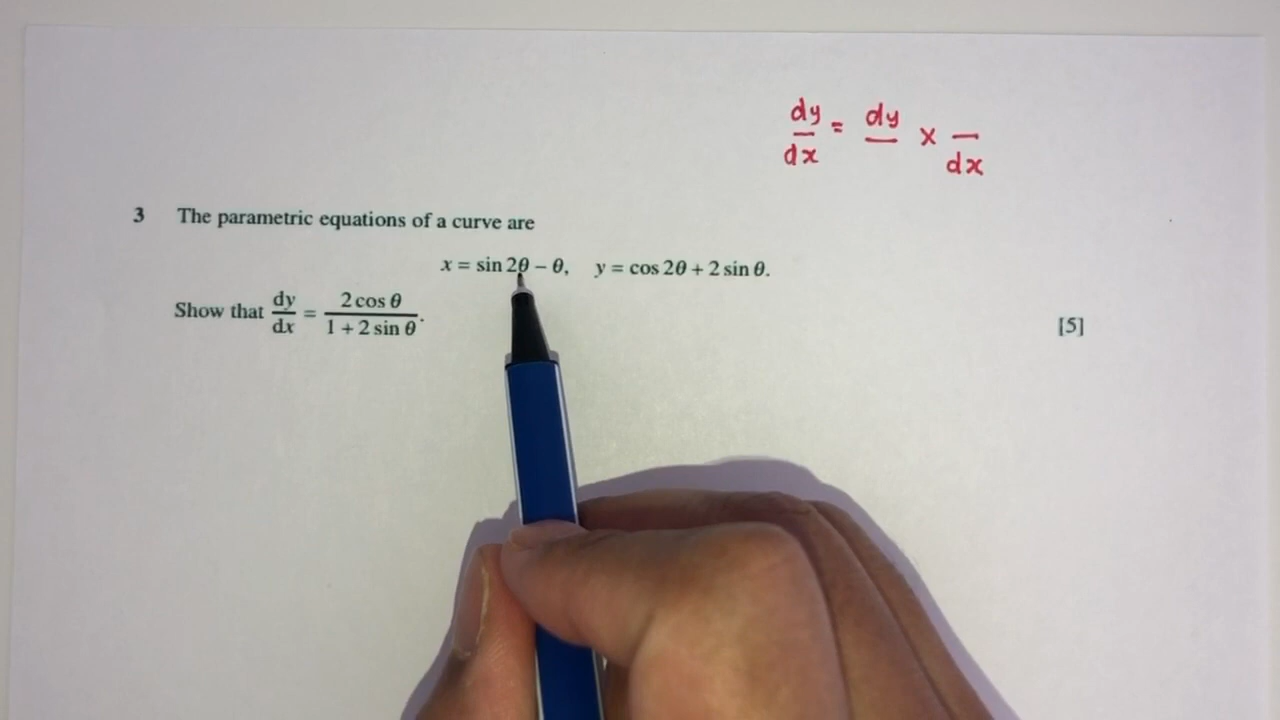 dy/dx = dy/ × /dx
3 The parametric equations of a curve are
x = sin 2θ − θ, y = cos 2θ + 2 sin θ.
Show that dy/dx = 2 cos θ / 1 + 2 sin θ. [5]